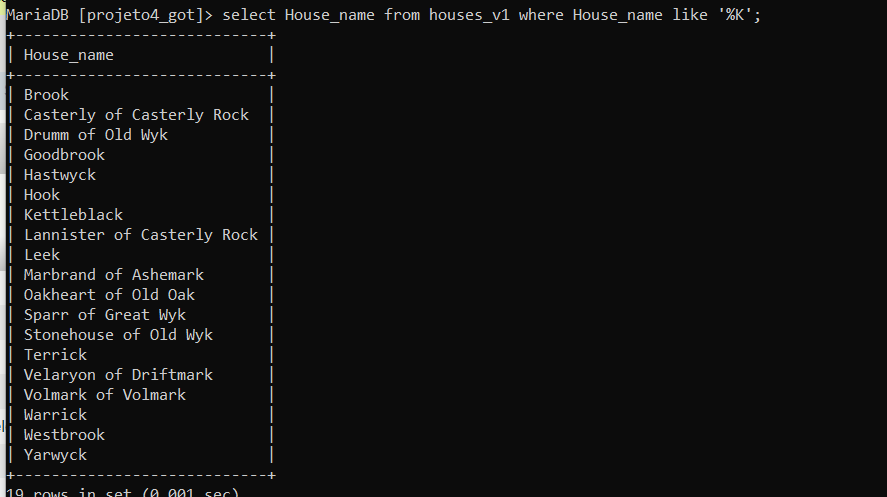 MariaDB [projeto4_got]> select House_name from houses_v1 where House_name like '%K';
+----------------------------+
| House_name                 |
+----------------------------+
| Brook                      |
| Casterly of Casterly Rock  |
| Drumm of Old Wyk           |
| Goodbrook                  |
| Hastwyck                   |
| Hook                       |
| Kettleblack                |
| Lannister of Casterly Rock |
| Leek                       |
| Marbrand of Ashemark       |
| Oakheart of Old Oak        |
| Sparr of Great Wyk         |
| Stonehouse of Old Wyk      |
| Terrick                    |
| Velaryon of Driftmark      |
| Volmark of Volmark         |
| Warrick                    |
| Westbrook                  |
| Yarwyck                    |
+----------------------------+
19 rows in set (0.001 sec)